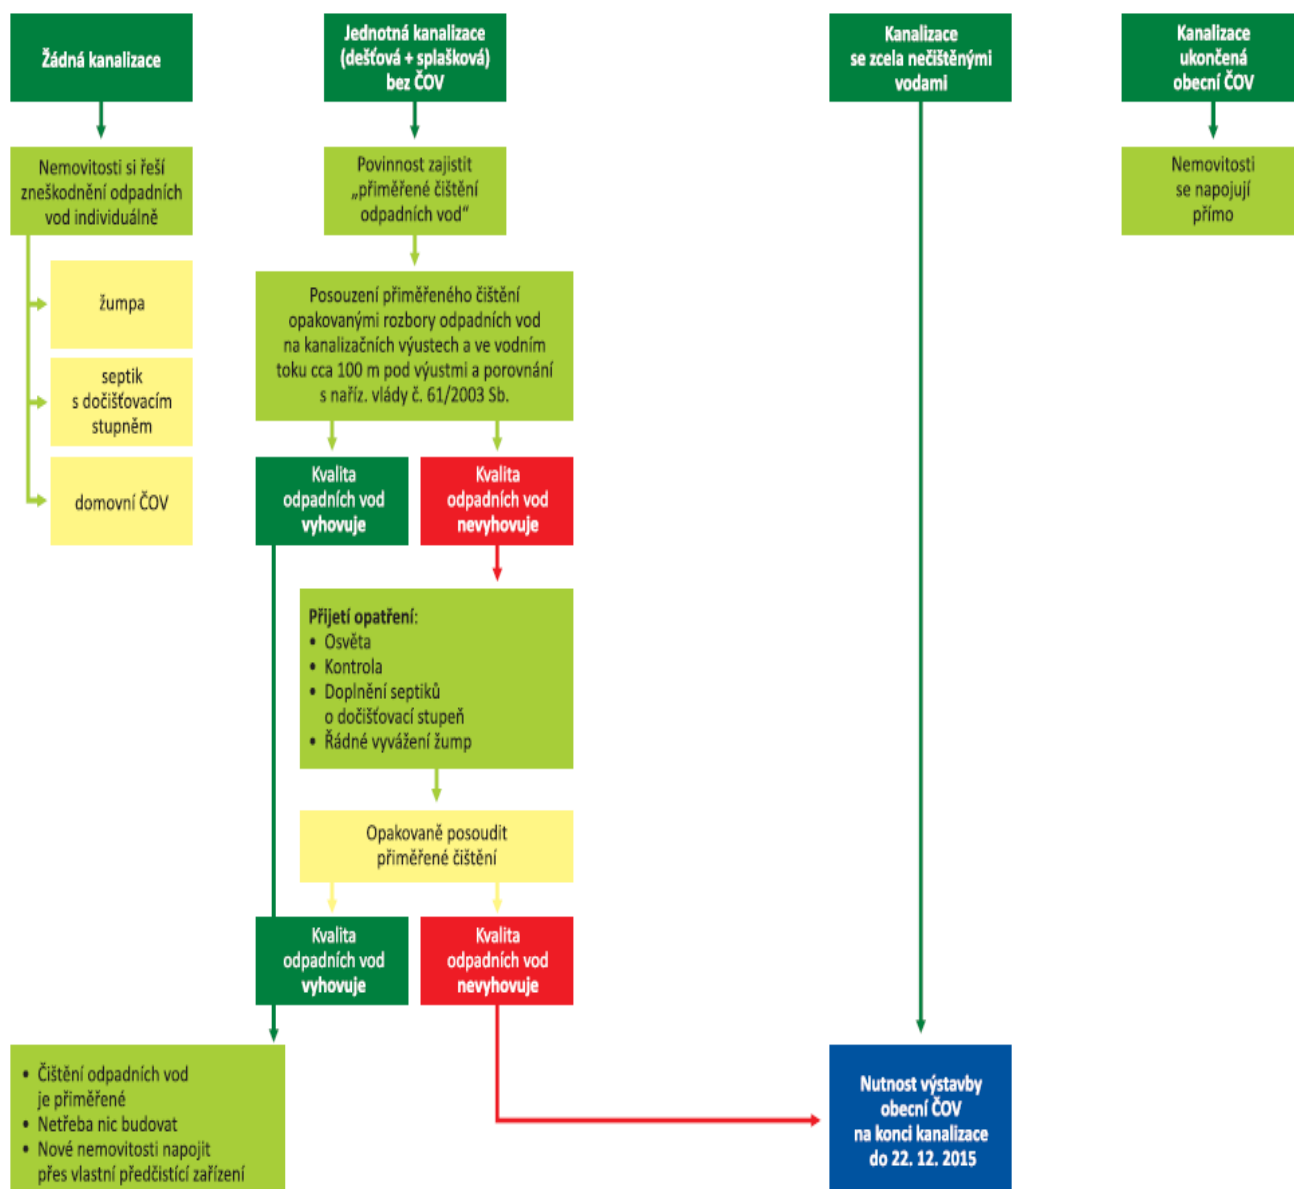 Žádná kanalizace
Jednotná kanalizace
(dešťová + splašková)
bez ČOV
Kanalizace
se zcela nečištěnými
vodami
Kanalizace
ukončená
obecní ČOV
Nemovitosti si řeší
zneškodnění odpadních
vod individuálně
Povinnost zajistit
„přiměřené čištění
odpadních vod“
Nemovitosti
se napojují
přímo
žumpa
septik
s dočišťovacím
stupněm
domovní ČOV
Posouzení přiměřeného čištění
opakovanými rozbory odpadních vod
na kanalizačních výustech a ve vodním
toku cca 100 m pod výustmi a porovnání
s naříz. vlády č. 61/2003 Sb.
Kvalita
odpadních vod
vyhovuje
Kvalita
odpadních vod
nevyhovuje
Přijetí opatření:
• Osvěta
• Kontrola
• Doplnění septiků
o dočišťovací stupeň
• Řádné vyvážení žump
Opakovaně posoudit
přiměřené čištění
Kvalita
odpadních vod
vyhovuje
Kvalita
odpadních vod
nevyhovuje
• Čištění odpadních vod
je přiměřené
• Netřeba nic budovat
• Nové nemovitosti napojit
přes vlastní předčistící zařízení
Nutnost výstavby
obecní ČOV
na konci kanalizace
do 22. 12. 2015